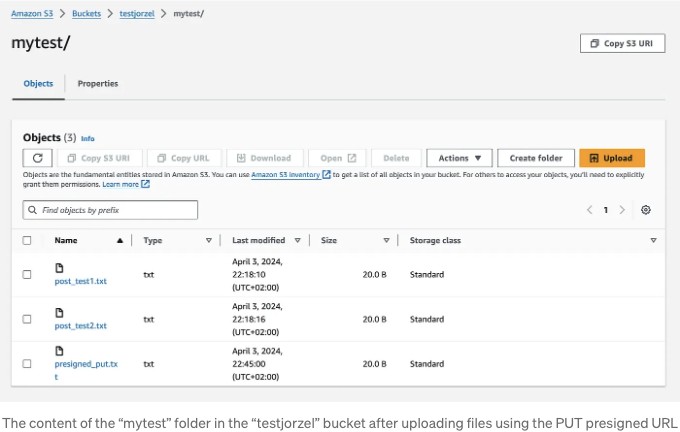 Amazon S3 > Buckets > testjorzel > mytest/
mytest/
Copy S3 URI
Objects Properties
Objects (3) Info
Copy S3 URI Copy URL Download Open Delete Actions Create folder Upload
Objects are the fundamental entities stored in Amazon S3. You can use Amazon S3 inventory to get a list of all objects in your bucket. For others to access your objects, you'll need to explicitly
grant them permissions. Learn more
Find objects by prefix
1
Name Type Last modified Size Storage class
April 3, 2024,
post_test1.txt txt 22:18:10 20.0 B Standard
(UTC+02:00)
April 3, 2024,
post_test2.txt txt 22:18:16 20.0 B Standard
(UTC+02:00)
April 3, 2024,
presigned_put.tx txt 22:45:00 20.0 B Standard
t (UTC+02:00)
The content of the “mytest” folder in the “testjorzel” bucket after uploading files using the PUT presigned URL